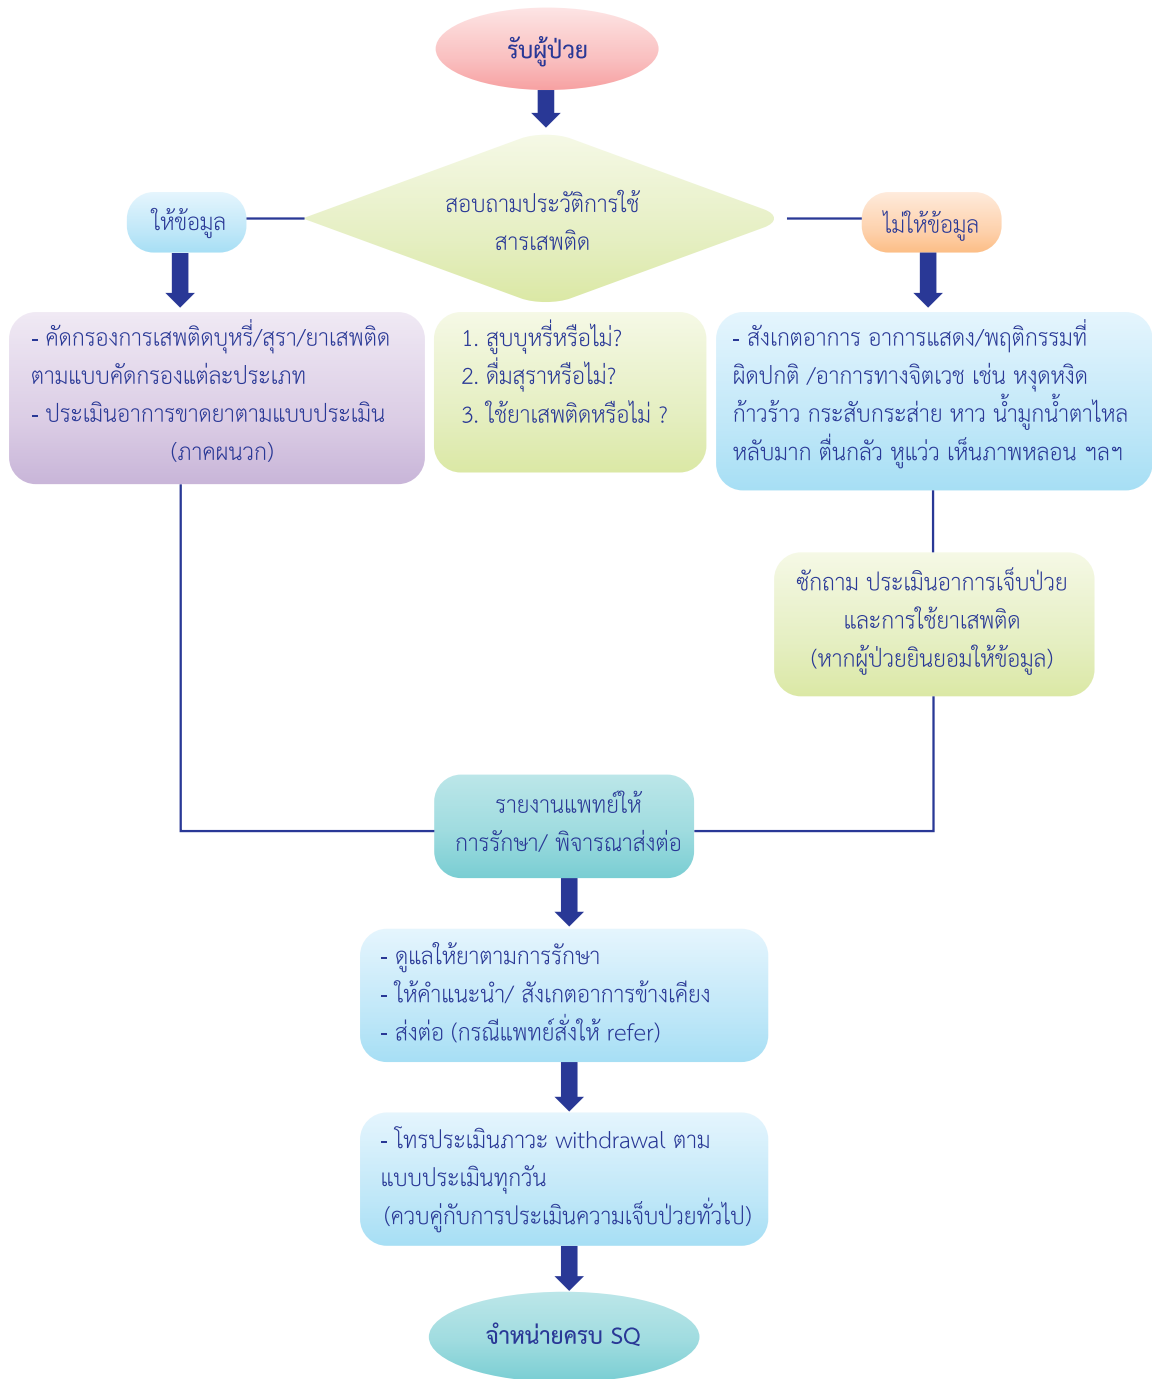 รับผู้ป่วย
สอบถามประวัติการใช้
สารเสพติด
ให้ข้อมูล
ไม่ให้ข้อมูล
- คัดกรองการเสพติดบุหรี่/สุรา/ยาเสพติด
ตามแบบคัดกรองแต่ละประเภท
- ประเมินอาการขาดยาตามแบบประเมิน
(ภาคผนวก)
1. สูบบุหรี่หรือไม่?
2. ดื่มสุราหรือไม่?
3. ใช้ยาเสพติดหรือไม่ ?
- สังเกตอาการ อาการแสดง/พฤติกรรมที่
ผิดปกติ /อาการทางจิตเวช เช่น หงุดหงิด
ก้าวร้าว กระสับกระส่าย หาว น้ำมูกน้ำตาไหล
หลับมาก ตื่นกลัว หูแว่ว เห็นภาพหลอน ฯลฯ
ซักถาม ประเมินอาการเจ็บป่วย
และการใช้ยาเสพติด
(หากผู้ป่วยยินยอมให้ข้อมูล)
รายงานแพทย์ให้
การรักษา/ พิจารณาส่งต่อ
- ดูแลให้ยาตามการรักษา
- ให้คำแนะนำ/ สังเกตอาการข้างเคียง
- ส่งต่อ (กรณีแพทย์สั่งให้ refer)
- โทรประเมินภาวะ withdrawal ตาม
แบบประเมินทุกวัน
(ควบคู่กับการประเมินความเจ็บป่วยทั่วไป)
จำหน่ายครบ SQ